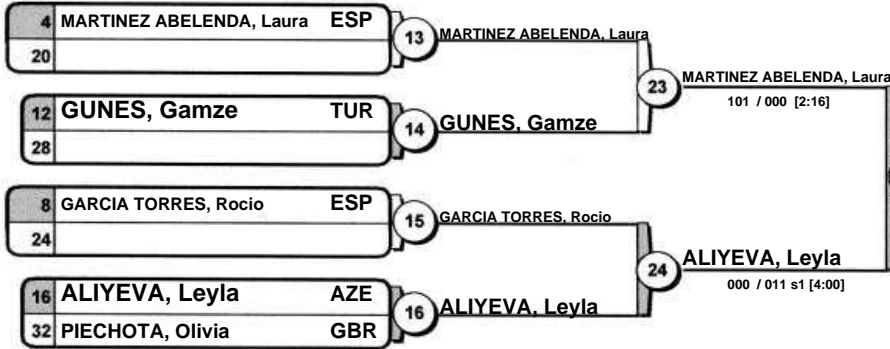 4 MARTINEZ ABELENDA, Laura ESP
20
13 MARTINEZ ABELENDA, Laura
12 GUNES, Gamze TUR
28
14 GUNES, Gamze
23 MARTINEZ ABELENDA, Laura
101 / 000 [2:16]
8 GARCIA TORRES, Rocio ESP
24
15 GARCIA TORRES, Rocio
16 ALIYEVA, Leyla AZE
32 PIECHOTA, Olivia GBR
16 ALIYEVA, Leyla
24 ALIYEVA, Leyla
000 / 011 s1 [4:00]